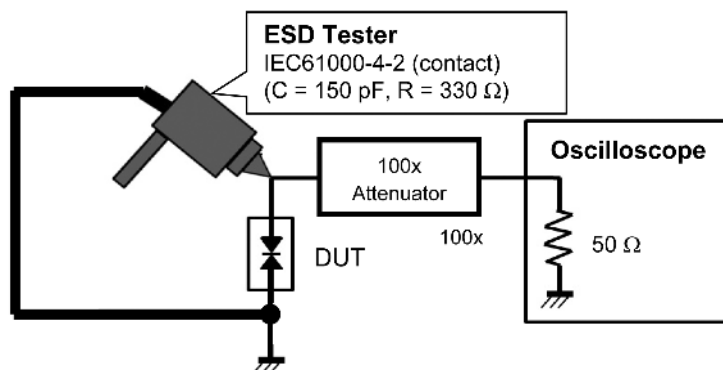 ESD Tester
IEC61000-4-2 (contact)
(C = 150 pF, R = 330 Ω)
100x
Attenuator
100x
Oscilloscope
50 Ω
DUT